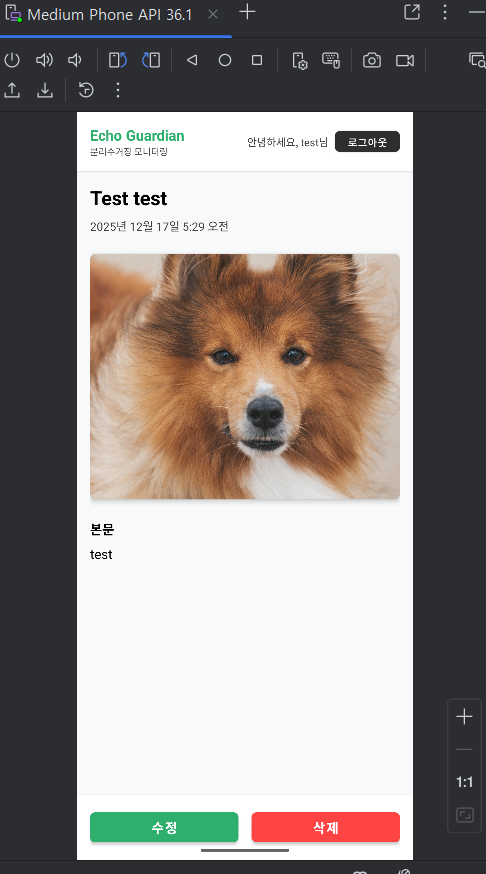 Medium Phone API 36.1
Echo Guardian
분리수거장 모니터링
안녕하세요, test님
로그아웃
Test test
2025년 12월 17일 5:29 오전
본문
test
1:1
수정
삭제